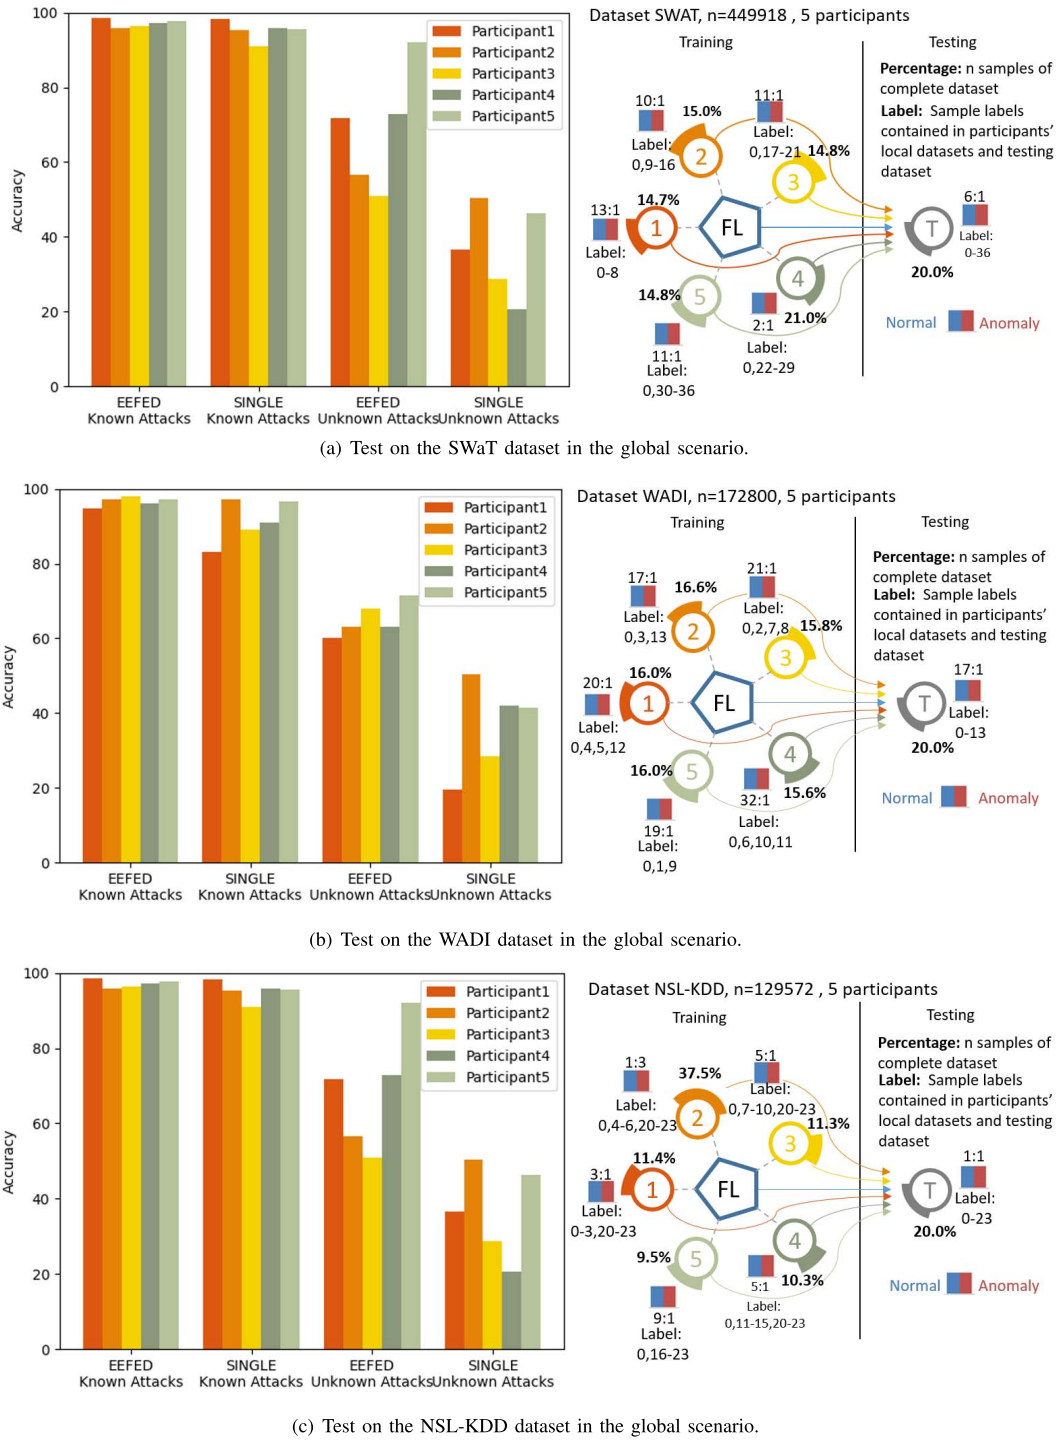 100
80
60
40
20
0
Accuracy
Participant1
Participant2
Participant3
Participant4
Participant5
EEFED
Known Attacks
SINGLE
Known Attacks
EEFED
Unknown Attacks
SINGLE
Unknown Attacks
Dataset SWAT, n=449918 , 5 participants
Training
Testing
10:1
Label:
0,9-16
15.0%
2
11:1
Label:
0,17-21
14.8%
3
13:1
Label:
0-8
14.7%
1
FL
14.8%
5
11:1
Label:
0,30-36
4
21.0%
2:1
Label:
0,22-29
Percentage: n samples of
complete dataset
Label: Sample labels
contained in participants'
local datasets and testing
dataset
T
20.0%
6:1
Label:
0-36
Normal
Anomaly
(a) Test on the SWaT dataset in the global scenario.
100
80
60
40
20
0
Accuracy
Participant1
Participant2
Participant3
Participant4
Participant5
EEFED
Known Attacks
SINGLE
Known Attacks
EEFED
Unknown Attacks
SINGLE
Unknown Attacks
Dataset WADI, n=172800, 5 participants
Training
Testing
17:1
Label:
0,3,13
16.6%
2
21:1
Label:
0,2,7,8
15.8%
3
20:1
Label:
0,4,5,12
16.0%
1
FL
16.0%
5
19:1
Label:
0,1,9
4
15.6%
32:1
Label:
0,6,10,11
Percentage: n samples of
complete dataset
Label: Sample labels
contained in participants'
local datasets and testing
dataset
T
20.0%
17:1
Label:
0-13
Normal
Anomaly
(b) Test on the WADI dataset in the global scenario.
100
80
60
40
20
0
Accuracy
Participant1
Participant2
Participant3
Participant4
Participant5
EEFED
Known Attacks
SINGLE
Known Attacks
EEFED
Unknown Attacks
SINGLE
Unknown Attacks
Dataset NSL-KDD, n=129572 , 5 participants
Training
Testing
1:3
Label:
0,4-6,20-23
37.5%
2
5:1
Label:
0,7-10,20-23
11.3%
3
3:1
Label:
0-3,20-23
11.4%
1
FL
9.5%
5
9:1
Label:
0,16-23
4
10.3%
5:1
Label:
0,11-15,20-23
Percentage: n samples of
complete dataset
Label: Sample labels
contained in participants'
local datasets and testing
dataset
T
20.0%
1:1
Label:
0-23
Normal
Anomaly
(c) Test on the NSL-KDD dataset in the global scenario.